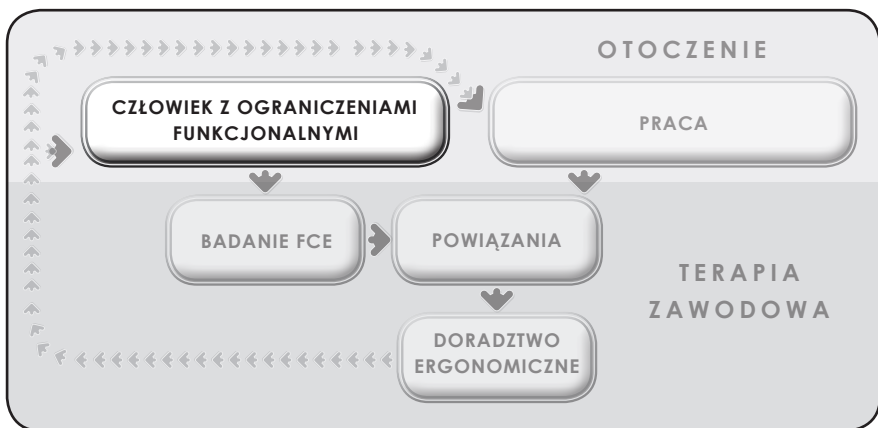 OTOCZENIE
CZŁOWIEK Z OGRANICZENIAMI
FUNKCJONALNYMI
PRACA
BADANIE FCE
POWIĄZANIA
TERAPIA
ZAWODOWA
DORADZTWO
ERGONOMICZNE